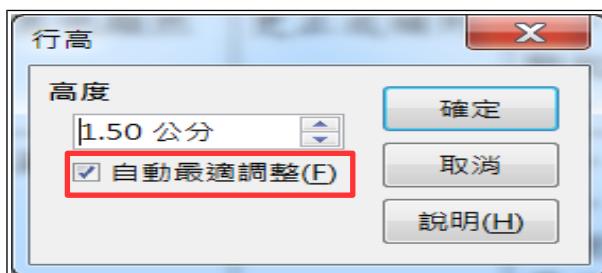 行高
高度
1.50 公分
自動最適調整(F)
確定
取消
說明(H)